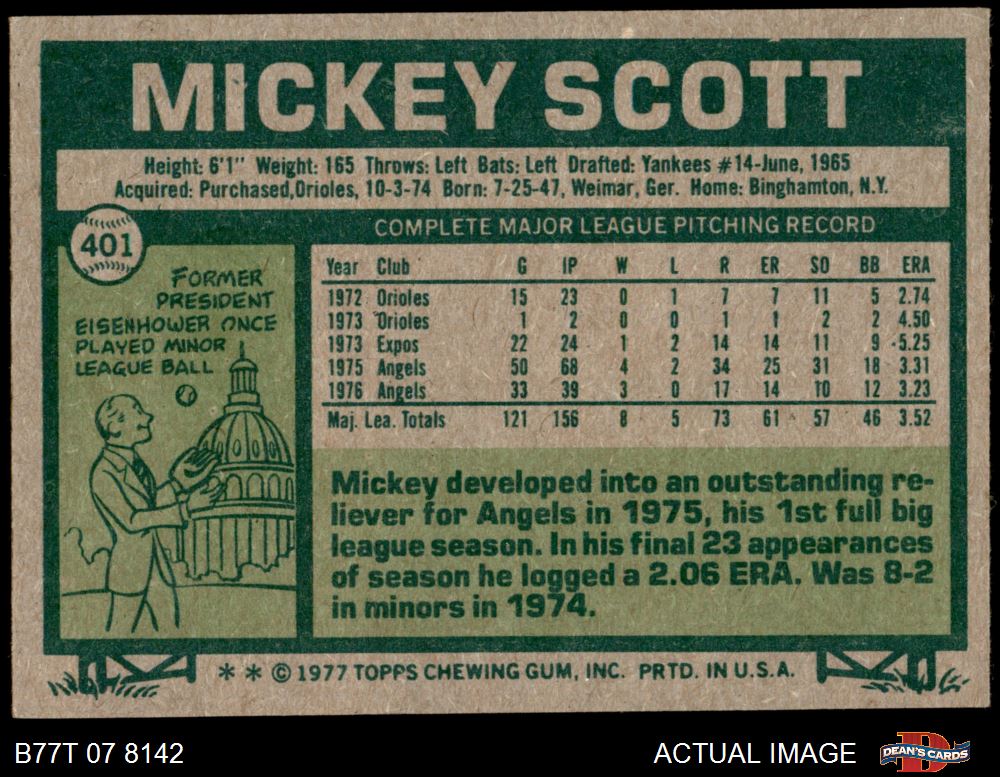 MICKEY SCOTT
Height: 6'1" Weight: 165 Throws: Left Bats: Left Drafted: Yankees #14-June, 1965
Acquired: Purchased,Orioles, 10-3-74 Born: 7-25-47, Weimar, Ger. Home: Binghamton, N.Y.
401
FORMER
PRESIDENT
EISENHOWER ONCE
PLAYED MINOR
LEAGUE BALL
COMPLETE MAJOR LEAGUE PITCHING RECORD
Year Club G IP W L R ER SO BB ERA
1972 Orioles 15 23 0 1 7 7 11 5 2.74
1973 Orioles 1 2 0 0 1 1 2 2 4.50
1973 Expos 22 24 1 2 14 14 11 9 5.25
1975 Angels 50 68 4 2 34 25 31 18 3.31
1976 Angels 33 39 3 0 17 14 10 12 3.23
Maj. Lea. Totals 121 156 8 5 73 61 57 46 3.52
Mickey developed into an outstanding re-
liever for Angels in 1975, his 1st full big
league season. In his final 23 appearances
of season he logged a 2.06 ERA. Was 8-2
in minors in 1974.
* * © 1977 TOPPS CHEWING GUM, INC. PRTD. IN U.S.A.
B77T 07 8142
ACTUAL IMAGE
D
DEAN'S CARDS